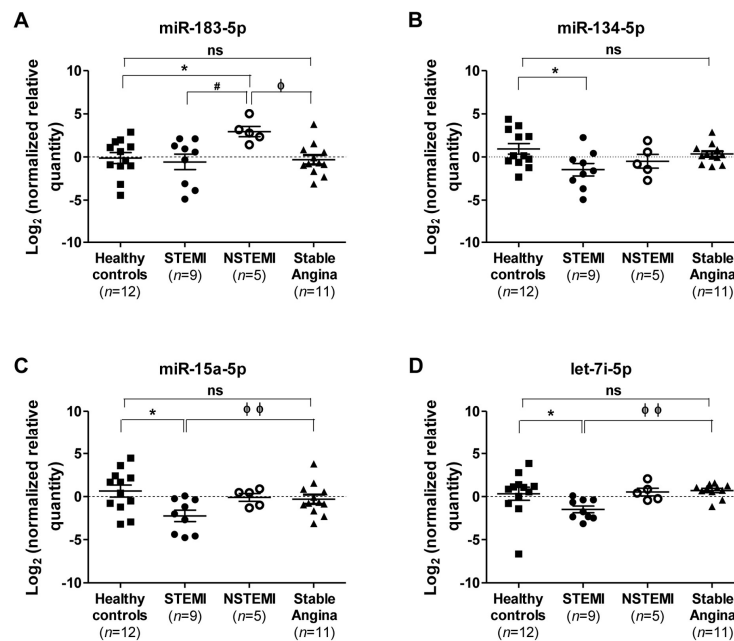 A
miR-183-5p
ns
*
#
ϕ
10
5
0
-5
-10
Log₂ (normalized relative
quantity)
Healthy
controls
(n=12)
STEMI
(n=9)
NSTEMI
(n=5)
Stable
Angina
(n=11)
B
miR-134-5p
ns
*
10
5
0
-5
-10
Log₂ (normalized relative
quantity)
Healthy
controls
(n=12)
STEMI
(n=9)
NSTEMI
(n=5)
Stable
Angina
(n=11)
C
miR-15a-5p
ns
*
ϕ ϕ
10
5
0
-5
-10
Log₂ (normalized relative
quantity)
Healthy
controls
(n=12)
STEMI
(n=9)
NSTEMI
(n=5)
Stable
Angina
(n=11)
D
let-7i-5p
ns
*
ϕ ϕ
10
5
0
-5
-10
Log₂ (normalized relative
quantity)
Healthy
controls
(n=12)
STEMI
(n=9)
NSTEMI
(n=5)
Stable
Angina
(n=11)